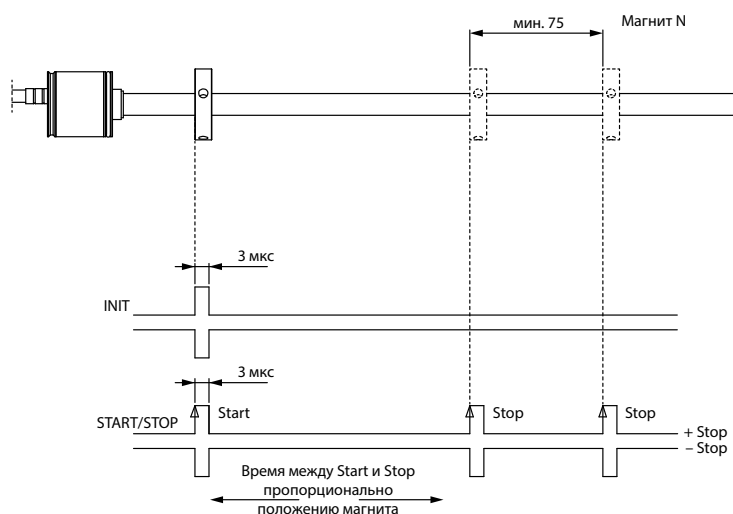 мин. 75
Магнит N
3 мкс
INIT
3 мкс
START/STOP
Start
Stop
Stop
+ Stop
– Stop
Время между Start и Stop
пропорционально
положению магнита